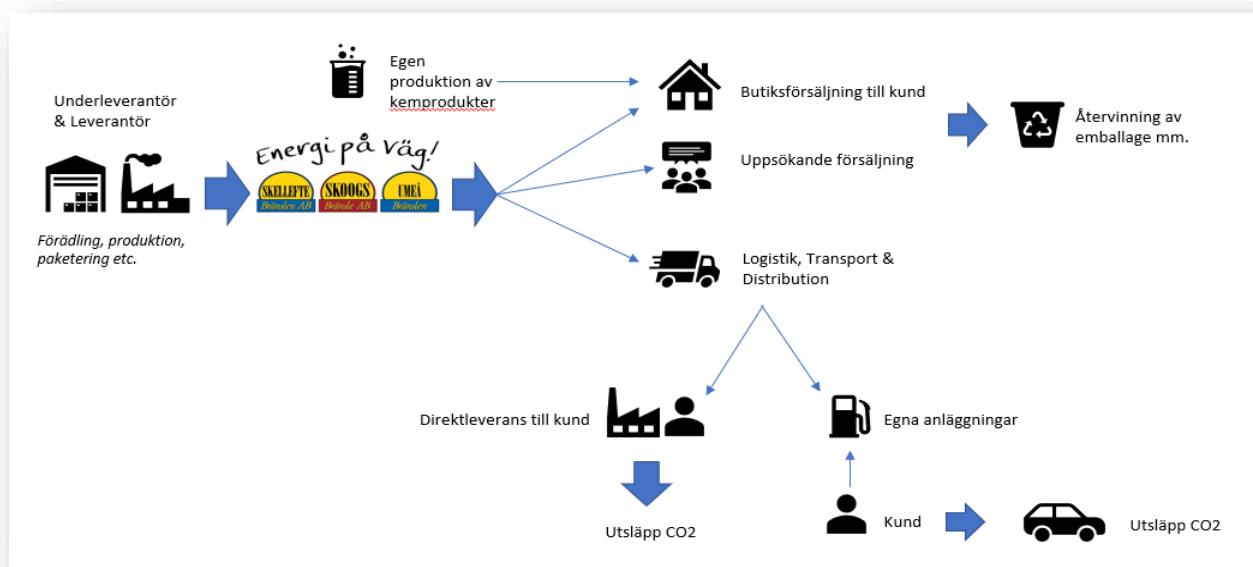 Egen
produktion av
kemprodukter
Underleverantör
& Leverantör
Förädling, produktion,
paketering etc.
Energi på väg!
SKELLEFTE
Bränslen AB
SKOOGS
Bränsle AB
UMEÅ
Bränslen
Butiksförsäljning till kund
Återvinning av
emballage mm.
Uppsökande försäljning
Logistik, Transport &
Distribution
Direktleverans till kund
Egna anläggningar
Utsläpp CO2
Kund
Utsläpp CO2